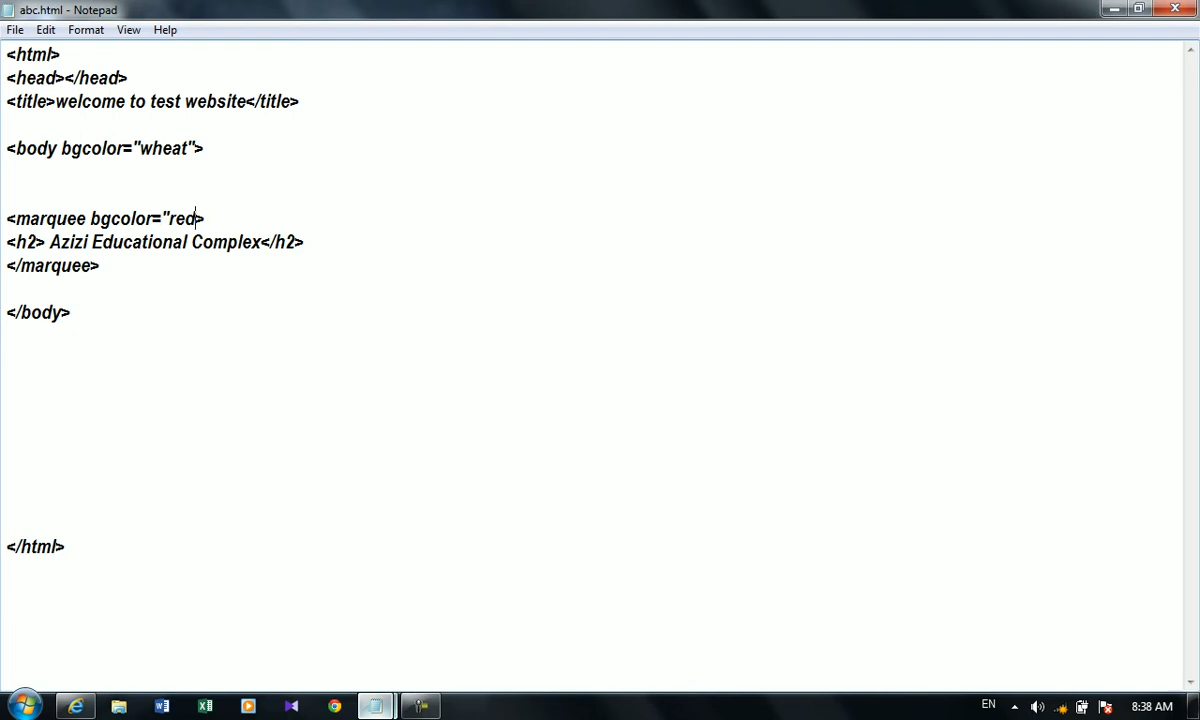 abc.html - Notepad
File Edit Format View Help
<html>
<head></head>
<title>welcome to test website</title>
<body bgcolor="wheat">
<marquee bgcolor="red>
<h2> Azizi Educational Complex</h2>
</marquee>
</body>
</html>
EN 8:38 AM